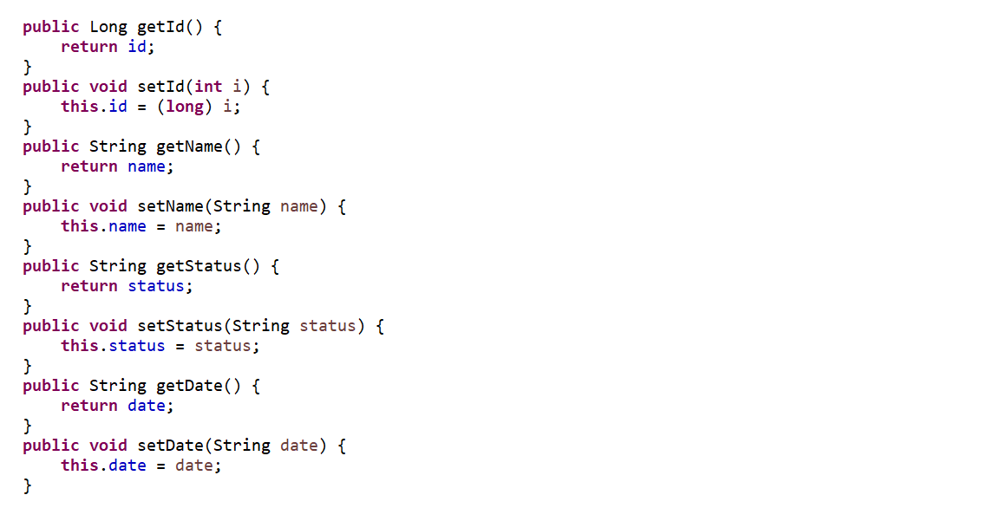 public Long getId() {
    return id;
}
public void setId(int i) {
    this.id = (long) i;
}
public String getName() {
    return name;
}
public void setName(String name) {
    this.name = name;
}
public String getStatus() {
    return status;
}
public void setStatus(String status) {
    this.status = status;
}
public String getDate() {
    return date;
}
public void setDate(String date) {
    this.date = date;
}